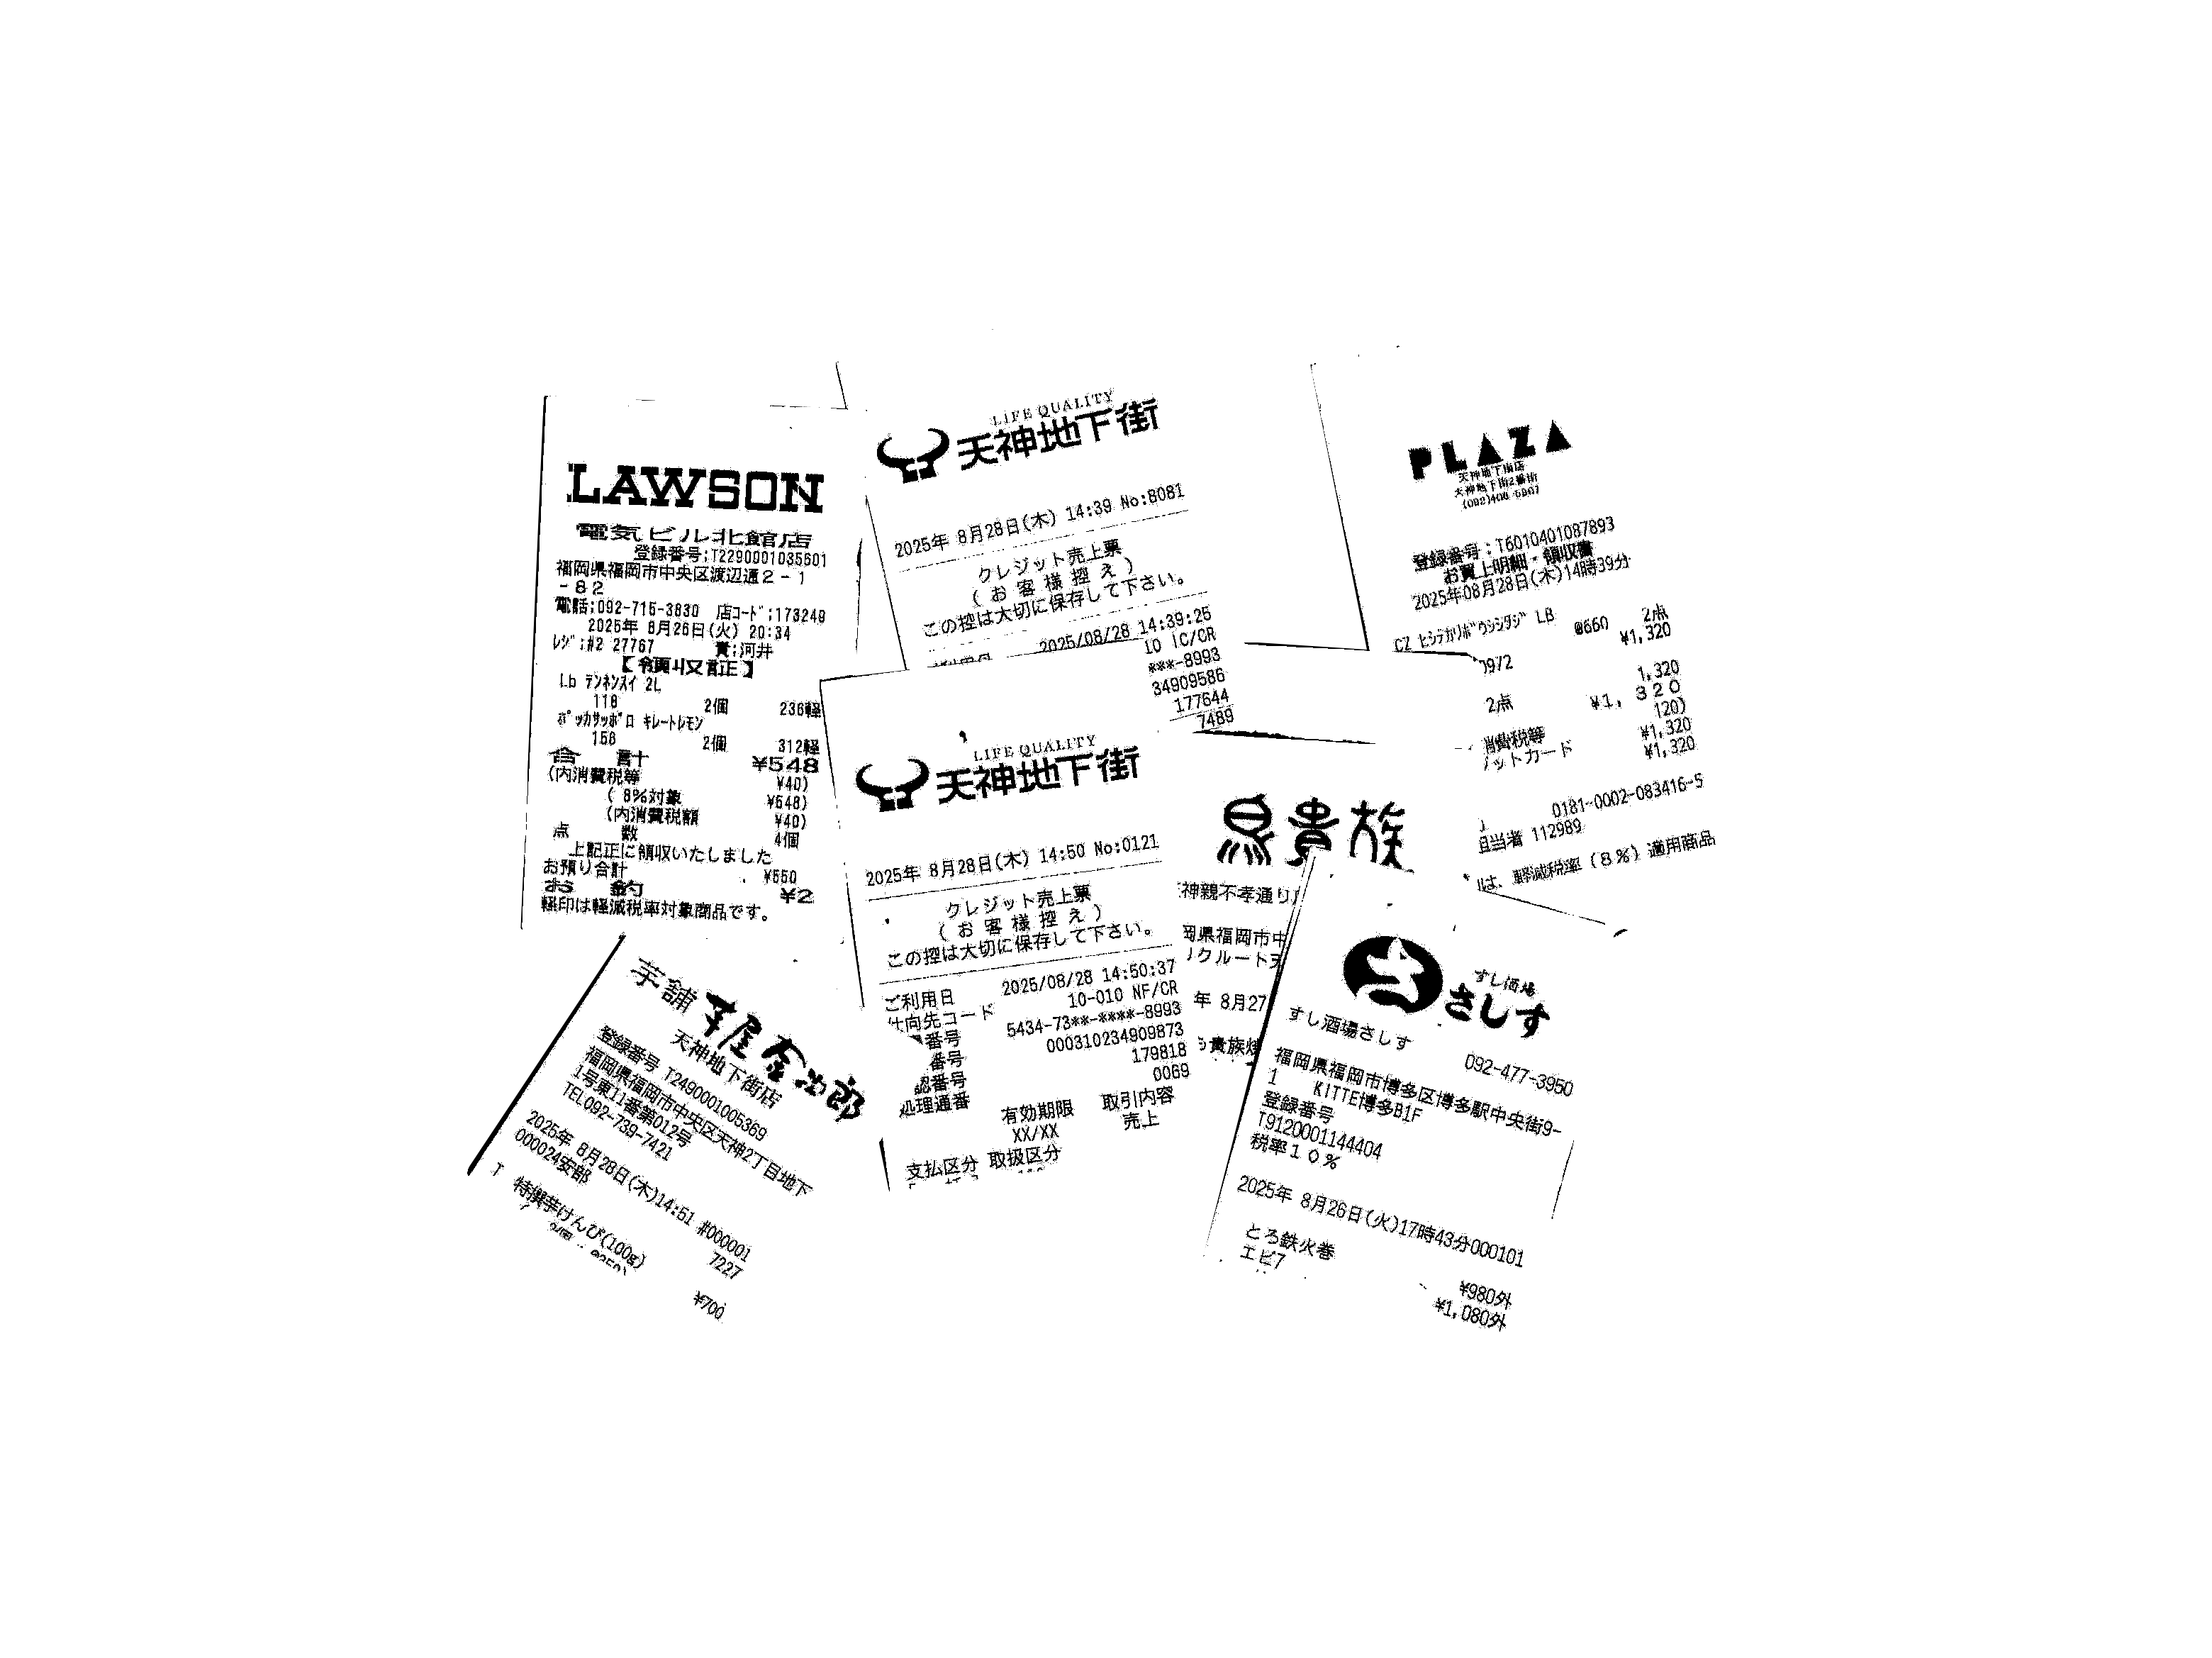 LAWSON
電気ビル北館店
登録番号:T2290001035601
福岡県福岡市中央区渡辺通2-1
-82
電話:092-715-3830 店コード:173249
2025年 8月26日(火) 20:34
レジ:#2 27767 責:河井
【領収証】
Lb テンネンスイ 2L
118 2個 236軽
ポッカサッポロ キレートレモン
156 2個 312軽
合 計 ¥548
(内消費税等 ¥40)
( 8%対象 ¥548)
(内消費税額 ¥40)
点 数 4個
上記正に領収いたしました
お預り合計 ¥550
お 釣 ¥2
軽印は軽減税率対象商品です。
LIFE QUALITY
天神地下街
2025年 8月28日(木) 14:39 No:8081
クレジット売上票
(お客様控え)
この控は大切に保存して下さい。
2025/08/28 14:39:25
10 IC/CR
***-8993
34909586
177644
7489
PLAZA
天神地下街店
天神地下街2番街
登録番号:T6010401087893
お買上明細・領収書
2025年08月28日(木)14時39分
LB 2点
@660 ¥1,320
0972
1,320
2点 ¥1,320
120)
消費税等 ¥1,320
ットカード ¥1,320
0181-0002-083416-5
担当者 112989
は、軽減税率(8%)適用商品
LIFE QUALITY
天神地下街
2025年 8月28日(木) 14:50 No:0121
クレジット売上票
(お客様控え)
この控は大切に保存して下さい。
ご利用日 2025/08/28 14:50:37
仕向先コード 10-010 NF/CR
番号 5434-73**-****-8993
番号 000310234909873
認番号 179818
処理通番 0069
有効期限 取引内容
XX/XX 売上
支払区分 取扱区分
鳥貴族
神親不孝通り
岡県福岡市中
リクルート天
年 8月27
貴族焼
芋舗 芋屋金次郎
天神地下街店
登録番号 T2490001005369
福岡県福岡市中央区天神2丁目地下
1号東11番第012号
TEL092-739-7421
2025年 8月28日(木)14:51 #000001
000024安部 7227
特撰芋けんぴ(100g)
¥700
すし酒場
さしす
すし酒場さしす
092-477-3950
福岡県福岡市博多区博多駅中央街9-
1 KITTE博多B1F
登録番号
T9120001144404
税率10%
2025年 8月26日(火)17時43分000101
とろ鉄火巻 ¥980外
エビ7 ¥1,080外